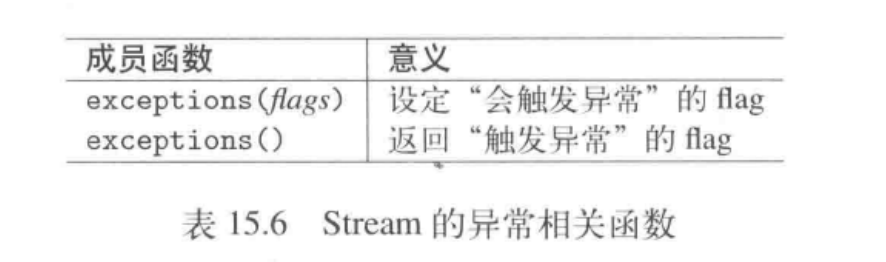 成员函数 意义
exceptions(flags) 设定“会触发异常”的 flag
exceptions() 返回“触发异常”的 flag
表 15.6 Stream 的异常相关函数